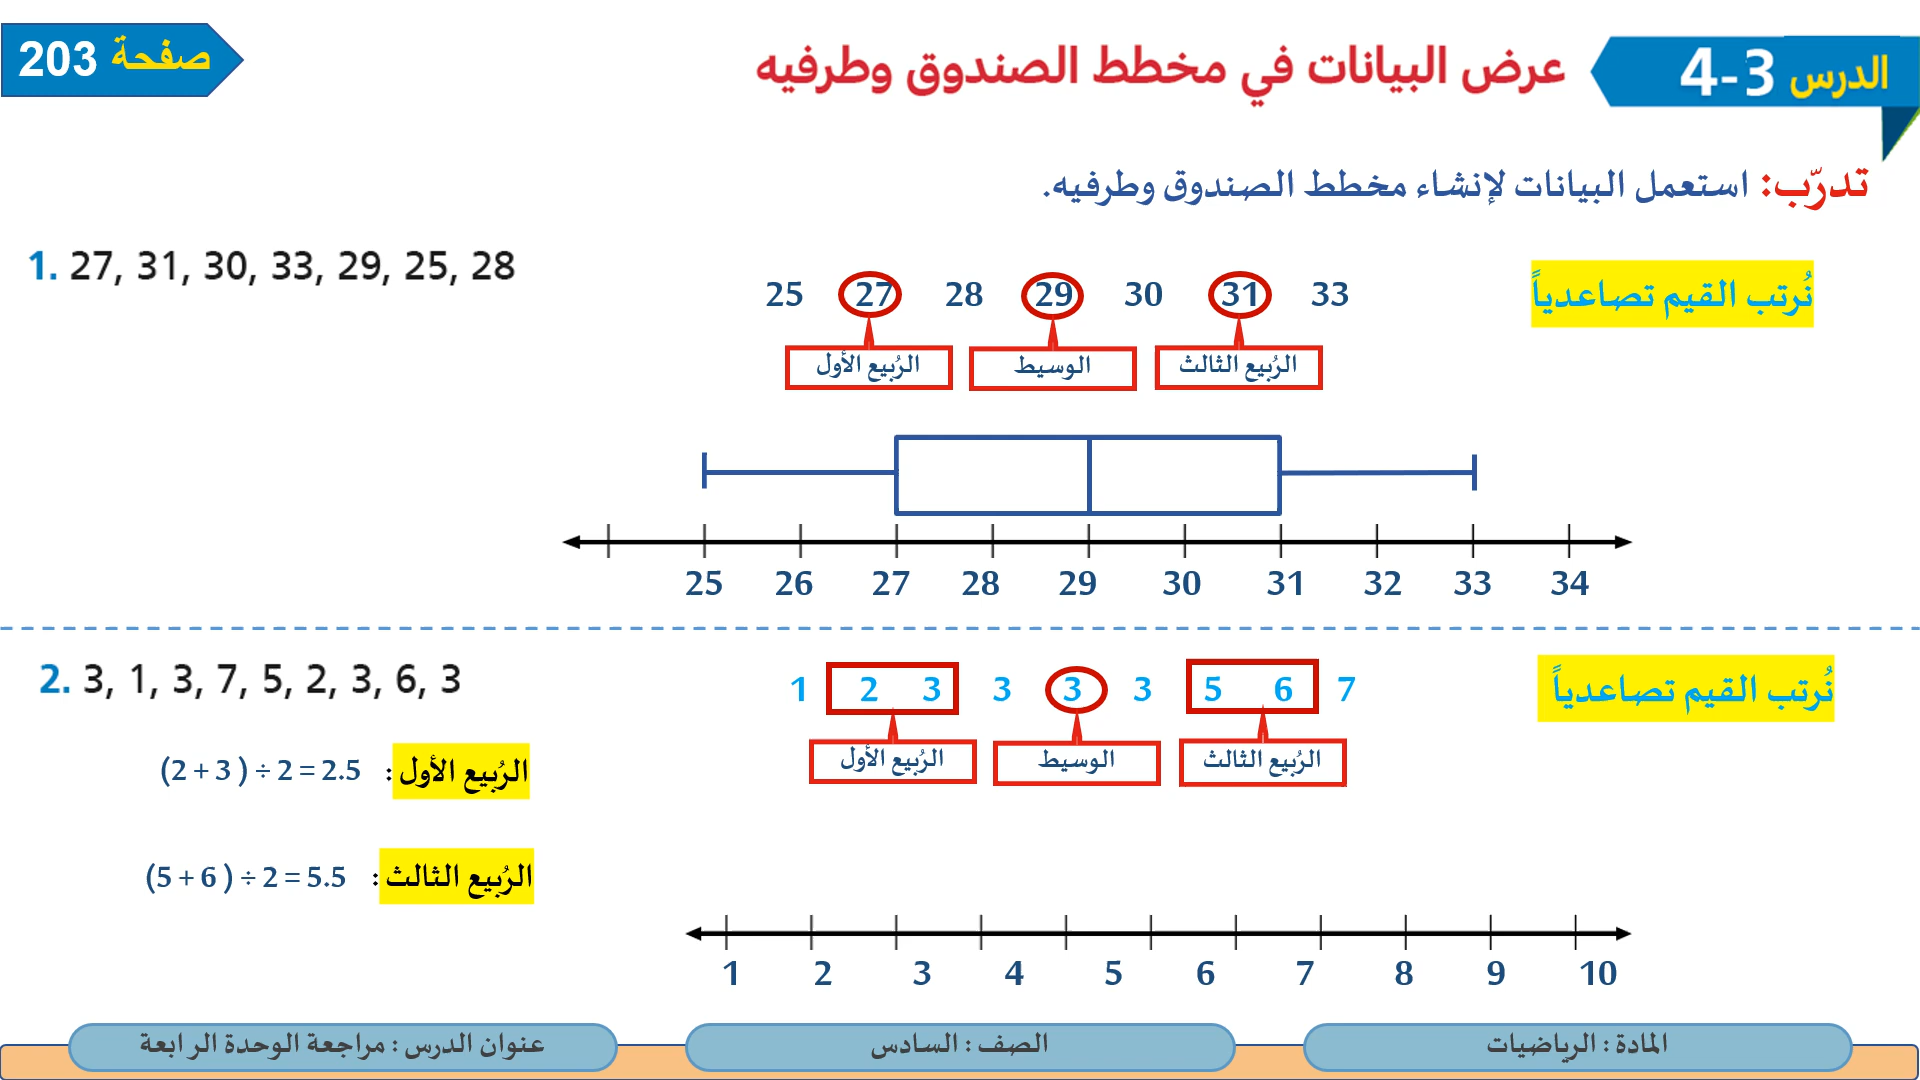 الدرس 3-4
عرض البيانات في مخطط الصندوق وطرفيه
صفحة 203
تدرّب: استعمل البيانات لإنشاء مخطط الصندوق وطرفيه.
1. 27, 31, 30, 33, 29, 25, 28
نُرتب القيم تصاعدياً
25 27 28 29 30 31 33
الرُبيع الأول الوسيط الرُبيع الثالث
25 26 27 28 29 30 31 32 33 34
2. 3, 1, 3, 7, 5, 2, 3, 6, 3
نُرتب القيم تصاعدياً
1 2 3 3 3 3 5 6 7
الرُبيع الأول الوسيط الرُبيع الثالث
الرُبيع الأول : (2 + 3 ) ÷ 2 = 2.5
الرُبيع الثالث : (5 + 6 ) ÷ 2 = 5.5
1 2 3 4 5 6 7 8 9 10
المادة : الرياضيات
الصف : السادس
عنوان الدرس : مراجعة الوحدة الرابعة